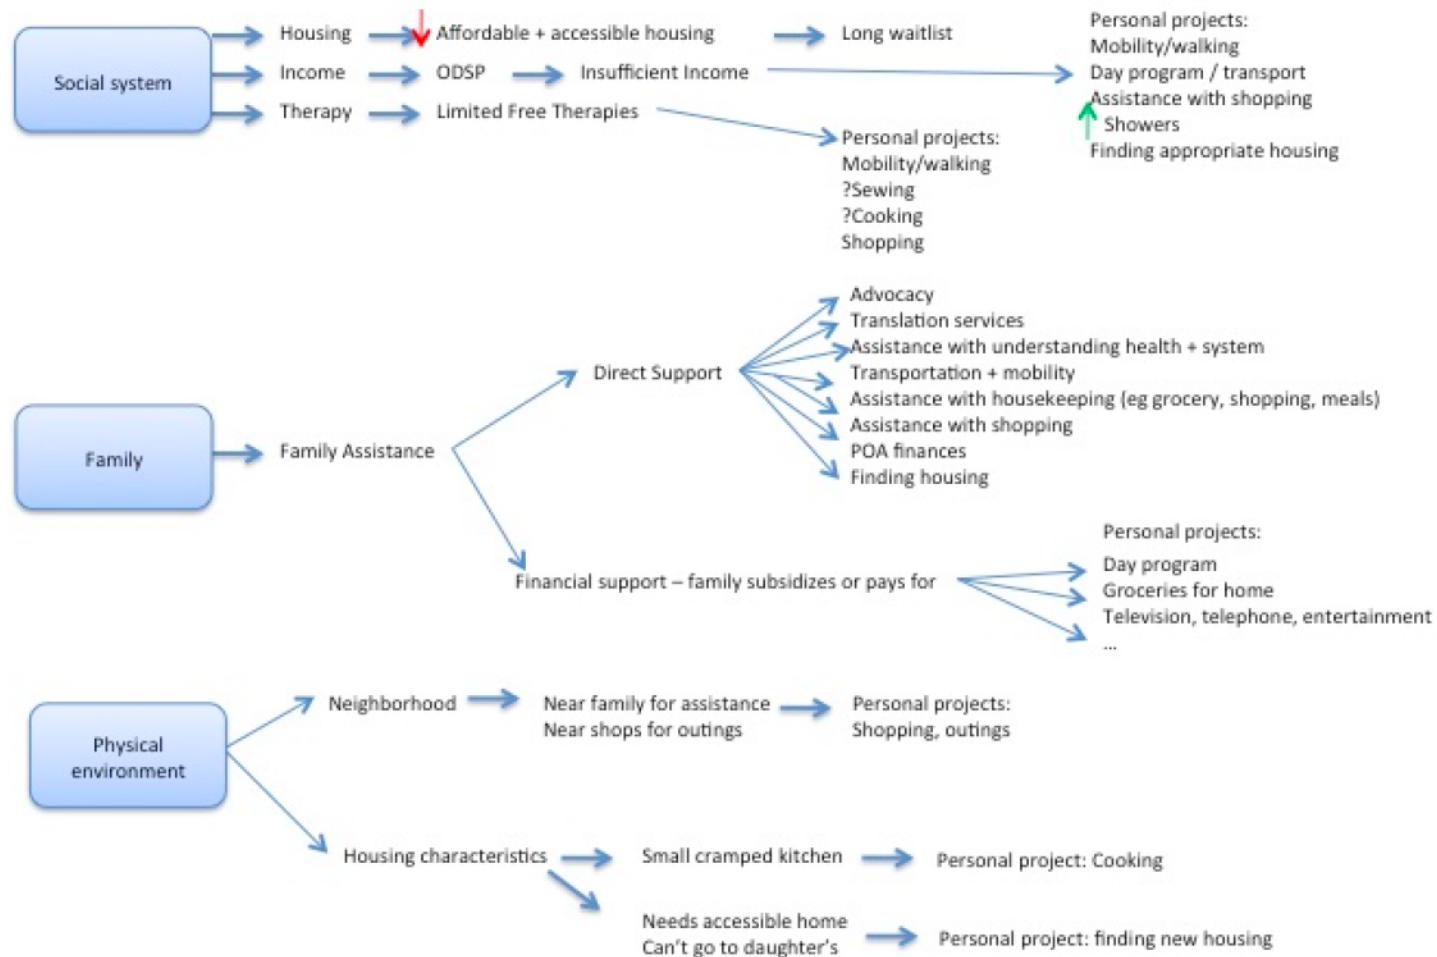 Social system
Housing
Affordable + accessible housing
Long waitlist
Income
ODSP
Insufficient Income
Therapy
Limited Free Therapies
Personal projects:
Mobility/walking
Day program / transport
Assistance with shopping
Showers
Finding appropriate housing
Personal projects:
Mobility/walking
?Sewing
?Cooking
Shopping
Family
Family Assistance
Direct Support
Advocacy
Translation services
Assistance with understanding health + system
Transportation + mobility
Assistance with housekeeping (eg grocery, shopping, meals)
Assistance with shopping
POA finances
Finding housing
Financial support – family subsidizes or pays for
Personal projects:
Day program
Groceries for home
Television, telephone, entertainment
...
Physical
environment
Neighborhood
Near family for assistance
Near shops for outings
Personal projects:
Shopping, outings
Housing characteristics
Small cramped kitchen
Personal project: Cooking
Needs accessible home
Can't go to daughter's
Personal project: finding new housing